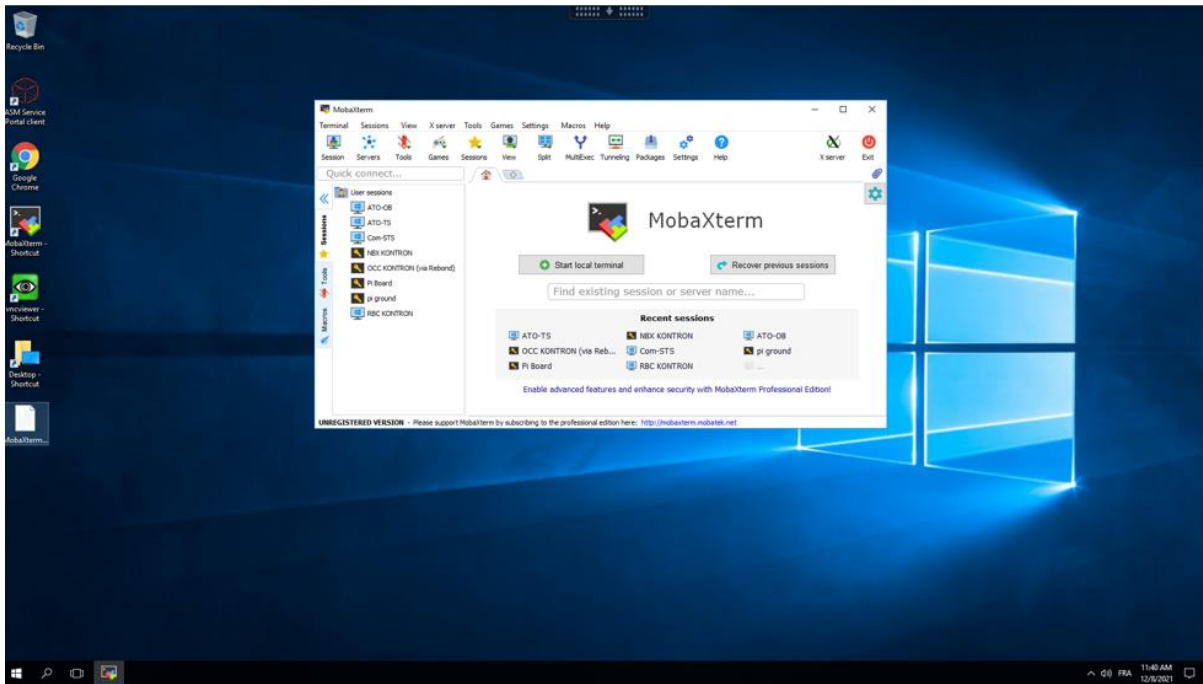 Recycle Bin
ASM Service
Portal client
Google
Chrome
MobaXterm -
Shortcut
vncviewer -
Shortcut
Desktop -
Shortcut
MobaXterm...
MobaXterm
Terminal Sessions View X server Tools Games Settings Macros Help
Session Servers Tools Games Sessions View Split MultiExec Tunneling Packages Settings Help X server Exit
Quick connect...
Sessions
Tools
Macros
User sessions
ATO-OB
ATO-TS
Com-STS
NBX KONTRON
OCC KONTRON (via Rebond)
Pi Board
pi ground
RBC KONTRON
MobaXterm
Start local terminal Recover previous sessions
Find existing session or server name...
Recent sessions
ATO-TS NBX KONTRON ATO-OB
OCC KONTRON (via Reb... Com-STS pi ground
Pi Board RBC KONTRON ...
Enable advanced features and enhance security with MobaXterm Professional Edition!
UNREGISTERED VERSION - Please support MobaXterm by subscribing to the professional edition here: http://mobaxterm.mobatek.net
FRA
11:40 AM
12/8/2021